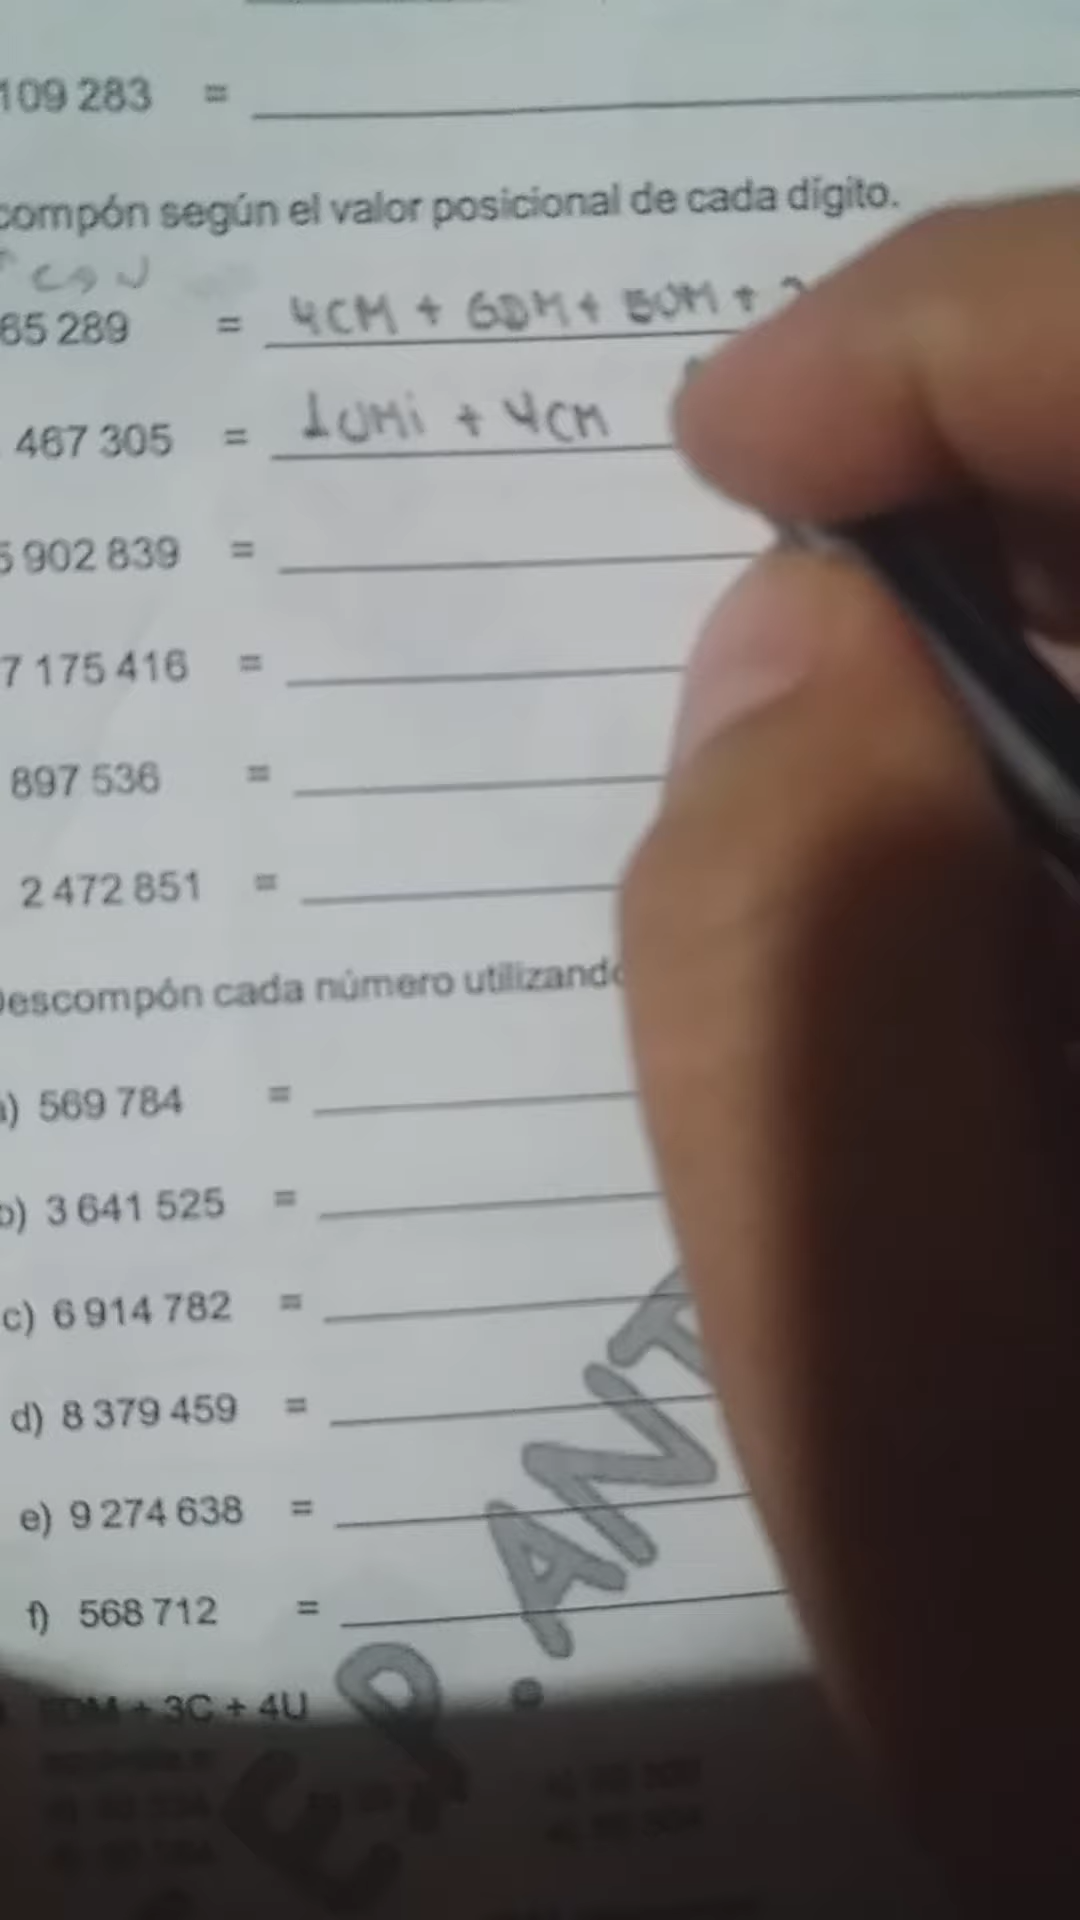 109 283 =
compón según el valor posicional de cada dígito.
C D U
65 289 = 4CM + 6DM + 5UM +
467 305 = 1UMi + 4CM
5 902 839 =
7 175 416 =
897 536 =
2 472 851 =
Descompón cada número utilizando
a) 569 784 =
b) 3 641 525 =
c) 6 914 782 =
d) 8 379 459 =
e) 9 274 638 =
f) 568 712 =
+ 3C + 4U